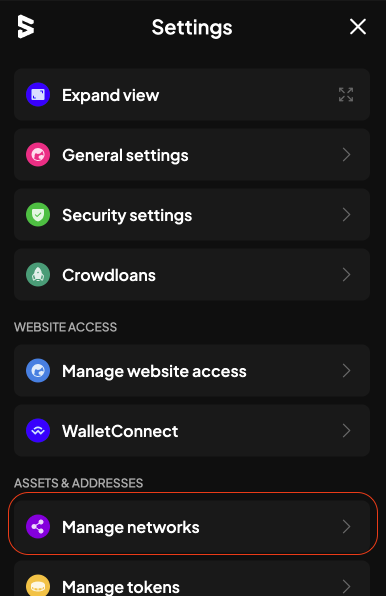 Settings
Expand view
General settings
Security settings
Crowdloans
WEBSITE ACCESS
Manage website access
WalletConnect
ASSETS & ADDRESSES
Manage networks
Manage tokens